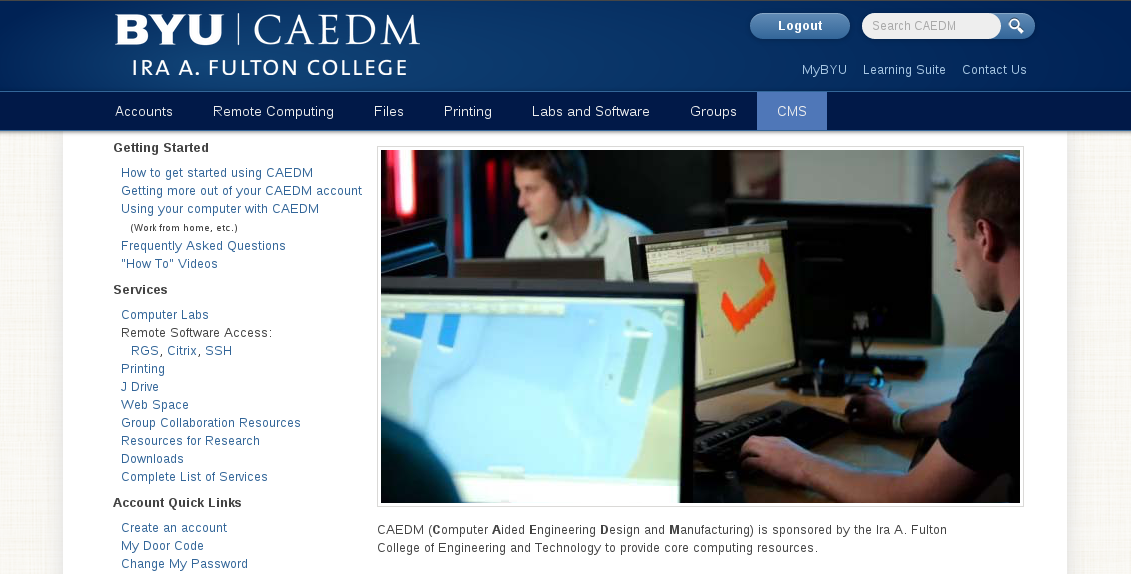 BYU | CAEDM
IRA A. FULTON COLLEGE
Logout
Search CAEDM
MyBYU Learning Suite Contact Us
Accounts Remote Computing Files Printing Labs and Software Groups CMS
Getting Started
How to get started using CAEDM
Getting more out of your CAEDM account
Using your computer with CAEDM
(Work from home, etc.)
Frequently Asked Questions
"How To" Videos
Services
Computer Labs
Remote Software Access:
RGS, Citrix, SSH
Printing
J Drive
Web Space
Group Collaboration Resources
Resources for Research
Downloads
Complete List of Services
Account Quick Links
Create an account
My Door Code
Change My Password
CAEDM (Computer Aided Engineering Design and Manufacturing) is sponsored by the Ira A. Fulton
College of Engineering and Technology to provide core computing resources.